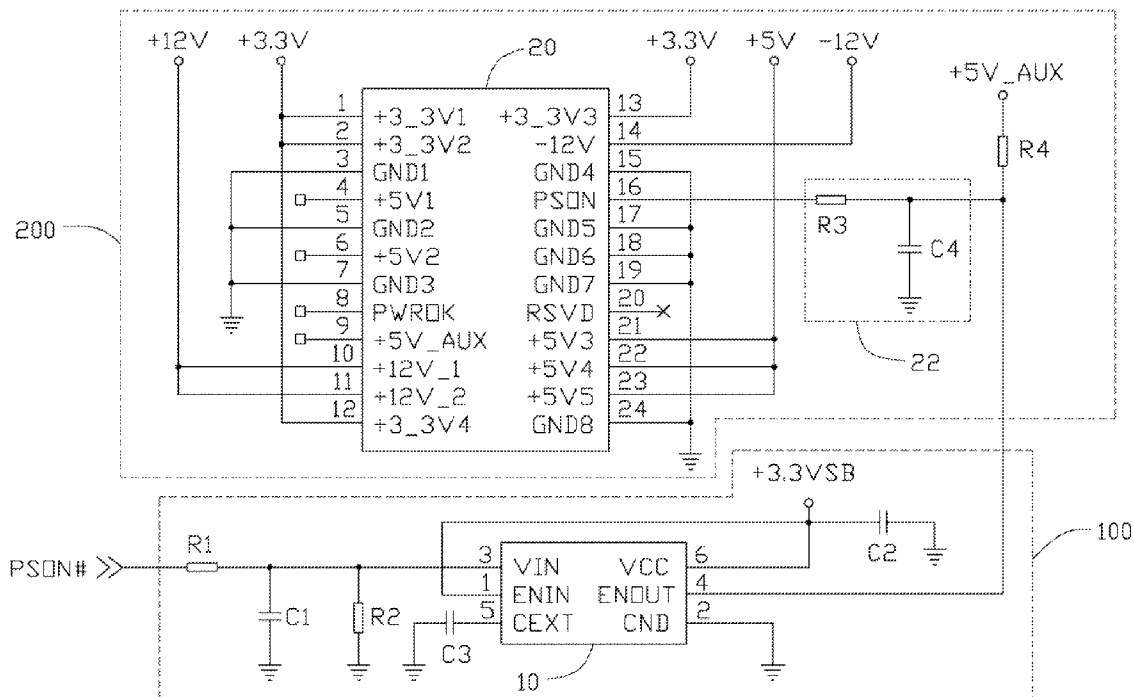 +12V +3.3V 20 +3.3V +5V -12V
+5V_AUX
1 +3_3V1 +3_3V3 13
2 +3_3V2 -12V 14
3 GND1 GND4 15
4 +5V1 PSON 16
5 GND2 GND5 17
6 +5V2 GND6 18
7 GND3 GND7 19
8 PWROK RSVD 20
9 +5V_AUX +5V3 21
10 +12V_1 +5V4 22
11 +12V_2 +5V5 23
12 +3_3V4 GND8 24
R4
R3
C4
22
200
+3.3VSB
100
PSON# R1
C1
R2
C2
3 VIN VCC 6
1 ENIN ENOUT 4
5 CEXT CND 2
C3
10